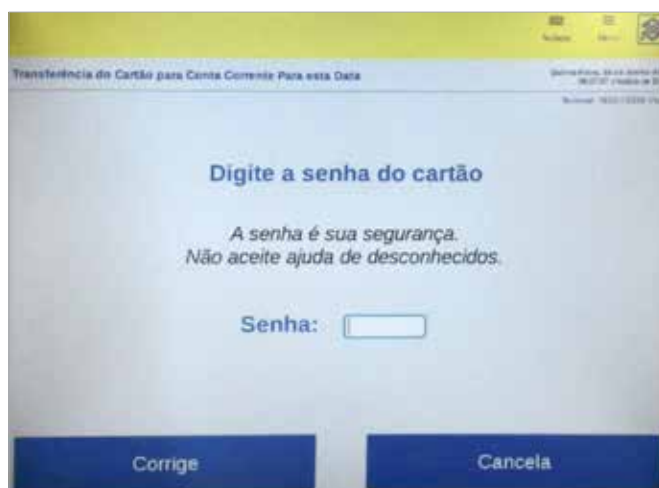 Transferência do Cartão para Conta Corrente Para esta Data
Digite a senha do cartão
A senha é sua segurança.
Não aceite ajuda de desconhecidos.
Senha:
Corrige
Cancela